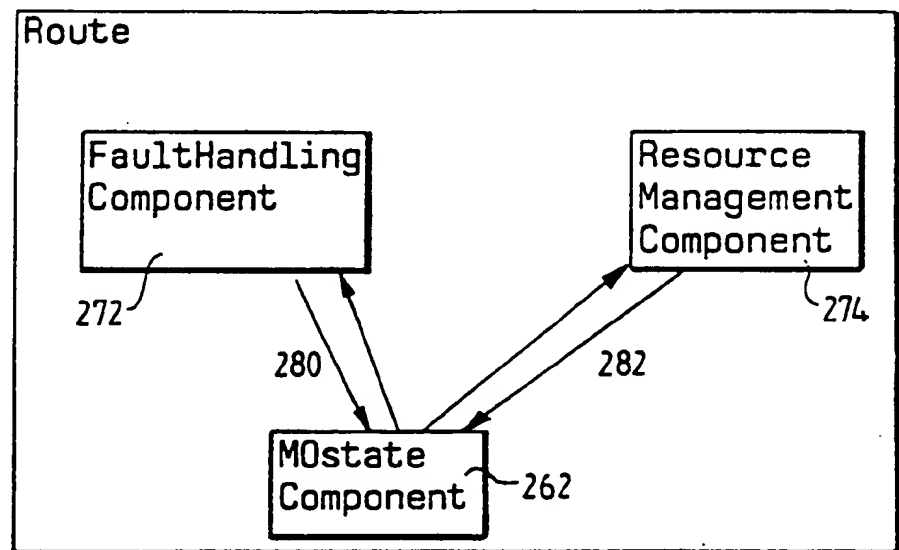 Route
FaultHandling
Component
272
Resource
Management
Component
274
280
282
MOstate
Component
262